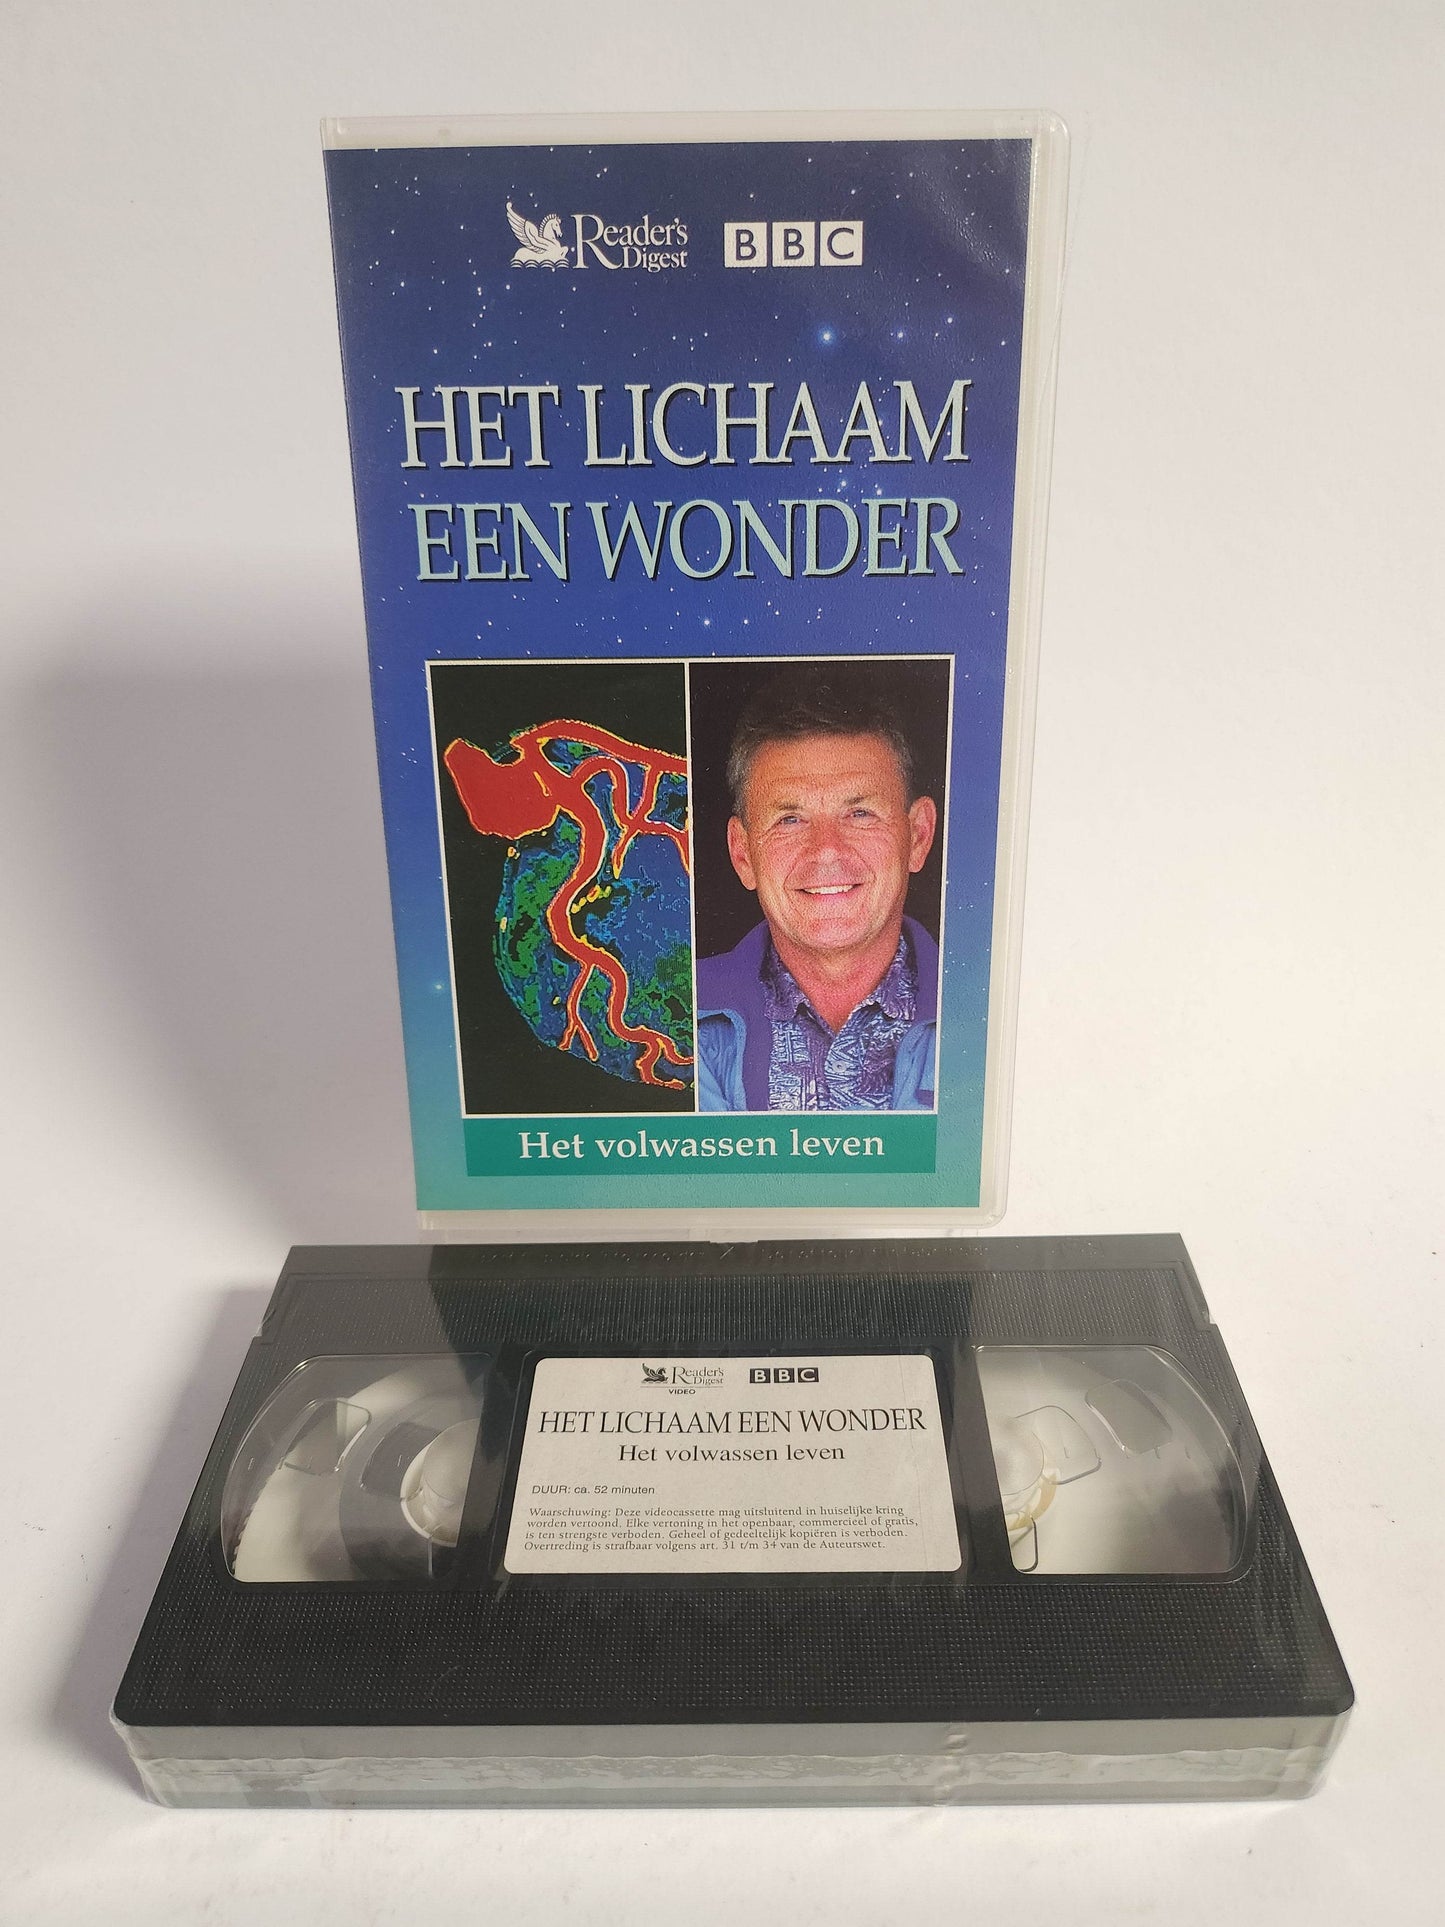 Reader's Digest BBC
HET LICHAAM
EEN WONDER
Het volwassen leven
Reader's Digest BBC
VIDEO
HET LICHAAM EEN WONDER
Het volwassen leven
DUUR: ca. 52 minuten
Waarschuwing: Deze videocassette mag uitsluitend in huiselijke kring
worden vertoond. Elke vertoning in het openbaar, commercieel of gratis,
is ten strengste verboden. Geheel of gedeeltelijk kopiëren is verboden.
Overtreding is strafbaar volgens art. 31 t/m 34 van de Auteurswet.